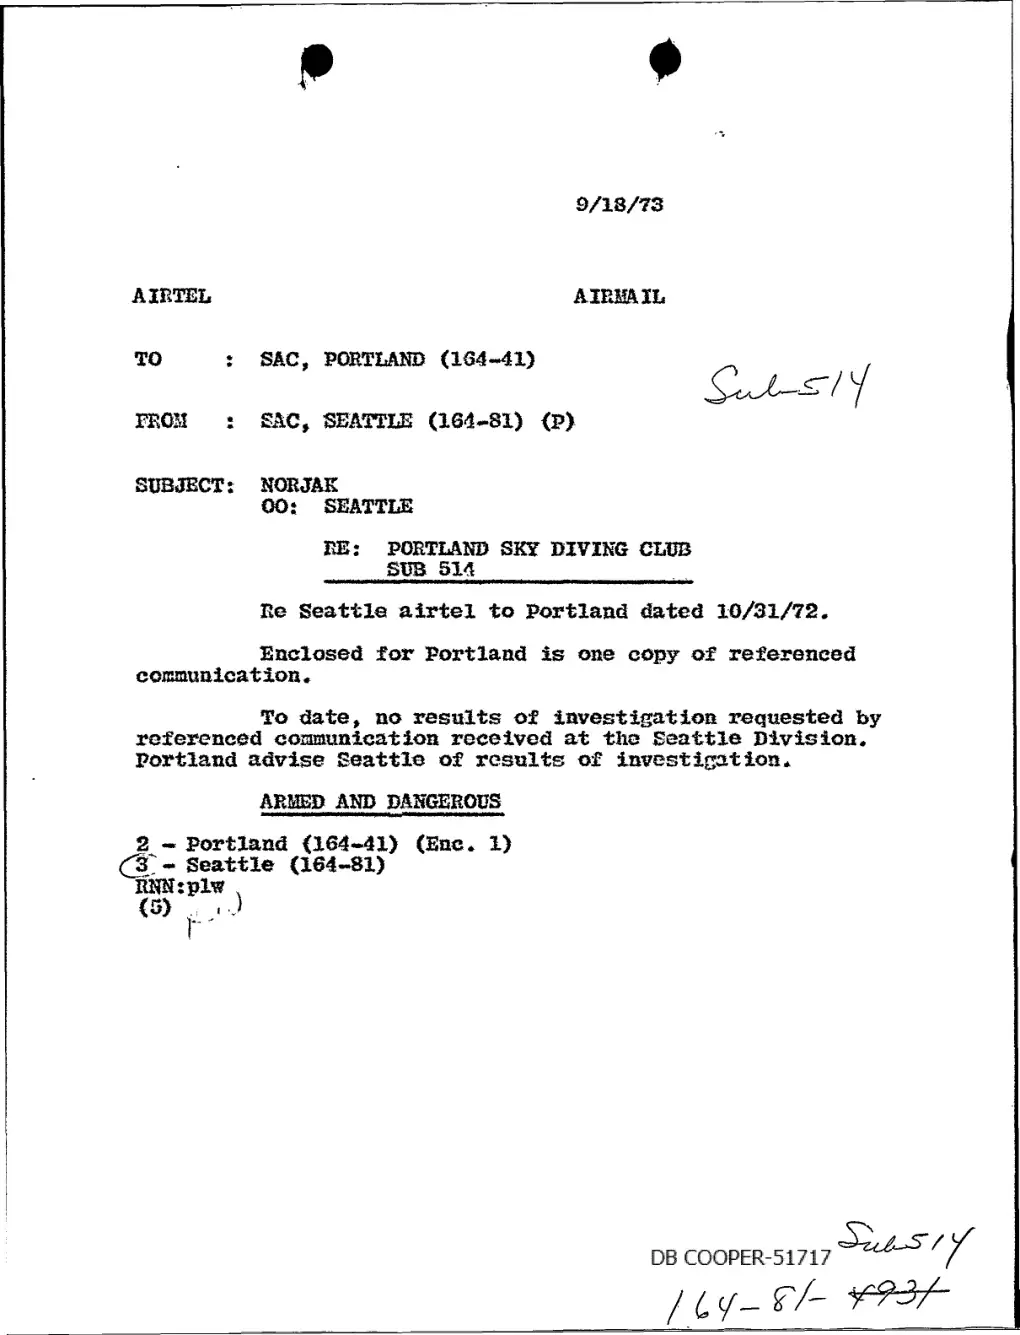 9/18/73
AIRTEL AIRMAIL
TO : SAC, PORTLAND (164-41)
Sub 514
FROM : SAC, SEATTLE (164-81) (P)
SUBJECT: NORJAK
OO: SEATTLE
RE: PORTLAND SKY DIVING CLUB
SUB 514
Re Seattle airtel to Portland dated 10/31/72.
Enclosed for Portland is one copy of referenced
communication.
To date, no results of investigation requested by
referenced communication received at the Seattle Division.
Portland advise Seattle of results of investigation.
ARMED AND DANGEROUS
2 - Portland (164-41) (Enc. 1)
3 - Seattle (164-81)
RNN:plw
(5)
Sub 514
DB COOPER-51717
164-81- 4931